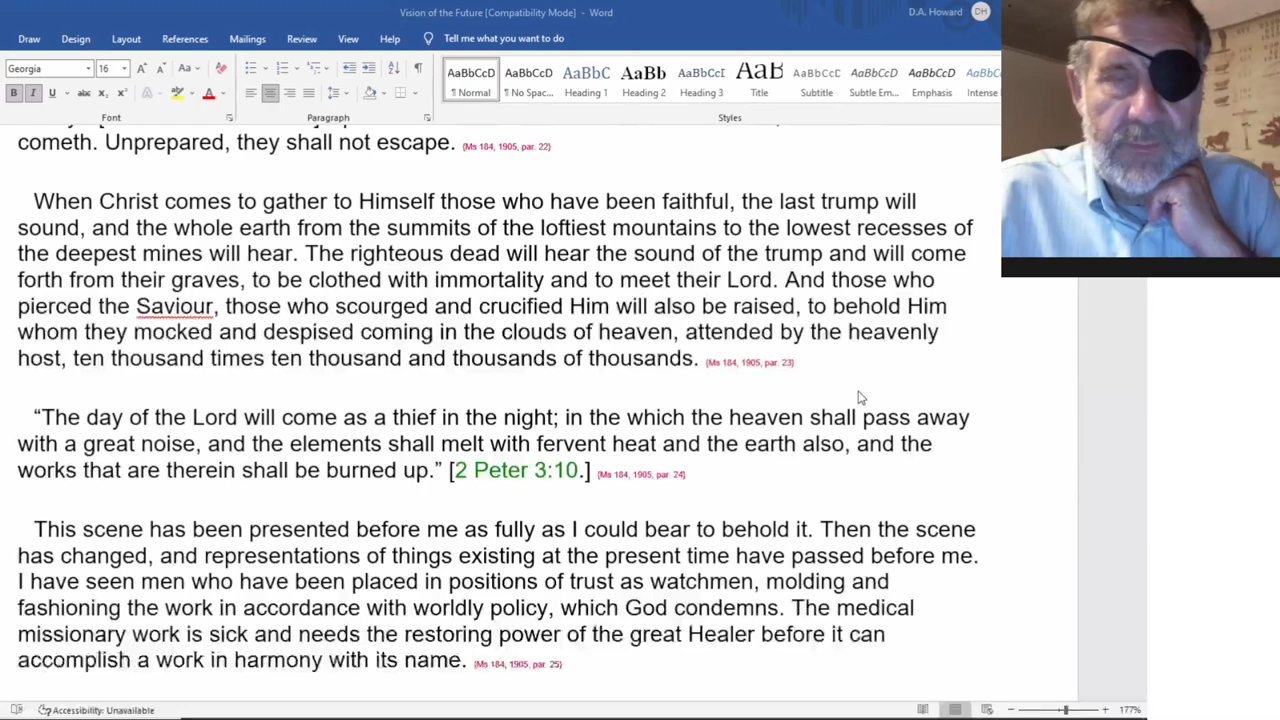 Vision of the Future [Compatibility Mode] - Word
D.A. Howard DH
Draw Design Layout References Mailings Review View Help Tell me what you want to do
Georgia 16 Aa
AaBbCcD AaBbCcD AaBbC AaBb AaBbCcI AaB AaBbCcD AaBbCcD AaBbCcD AaBbC
B I U abc x₂ x² A A
¶ Normal ¶ No Spac... Heading 1 Heading 2 Heading 3 Title Subtitle Subtle Em... Emphasis Intense
Font Paragraph Styles
cometh. Unprepared, they shall not escape. {Ms 184, 1905, par. 22}
When Christ comes to gather to Himself those who have been faithful, the last trump will
sound, and the whole earth from the summits of the loftiest mountains to the lowest recesses of
the deepest mines will hear. The righteous dead will hear the sound of the trump and will come
forth from their graves, to be clothed with immortality and to meet their Lord. And those who
pierced the Saviour, those who scourged and crucified Him will also be raised, to behold Him
whom they mocked and despised coming in the clouds of heaven, attended by the heavenly
host, ten thousand times ten thousand and thousands of thousands. {Ms 184, 1905, par. 23}
“The day of the Lord will come as a thief in the night; in the which the heaven shall pass away
with a great noise, and the elements shall melt with fervent heat and the earth also, and the
works that are therein shall be burned up.” [2 Peter 3:10.] {Ms 184, 1905, par. 24}
This scene has been presented before me as fully as I could bear to behold it. Then the scene
has changed, and representations of things existing at the present time have passed before me.
I have seen men who have been placed in positions of trust as watchmen, molding and
fashioning the work in accordance with worldly policy, which God condemns. The medical
missionary work is sick and needs the restoring power of the great Healer before it can
accomplish a work in harmony with its name. {Ms 184, 1905, par. 25}
Accessibility: Unavailable 177%